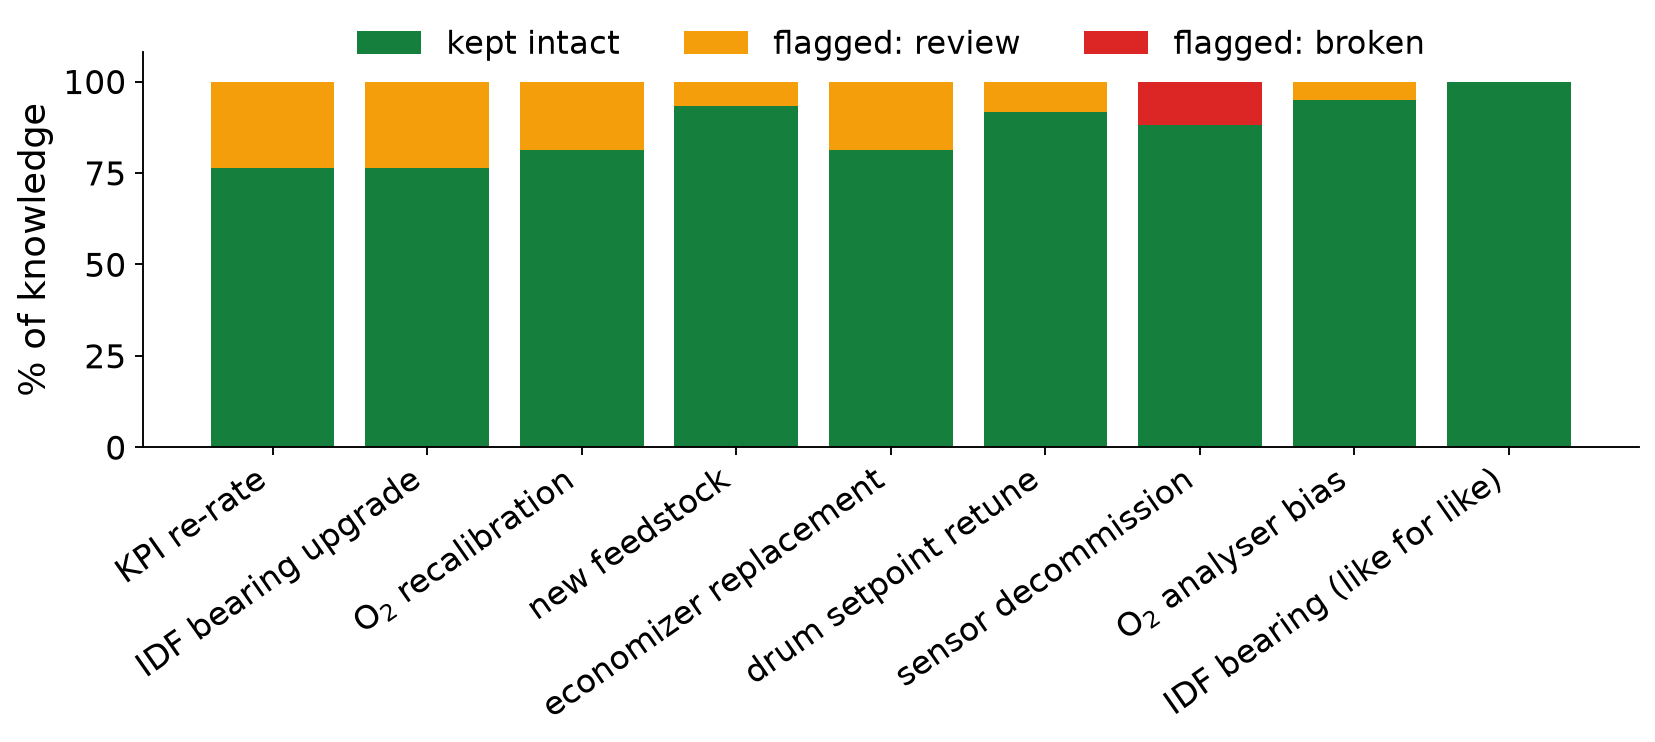 kept intact
flagged: review
flagged: broken
% of knowledge
100
75
50
25
0
KPI re-rate
IDF bearing upgrade
O₂ recalibration
new feedstock
economizer replacement
drum setpoint retune
sensor decommission
O₂ analyser bias
IDF bearing (like for like)